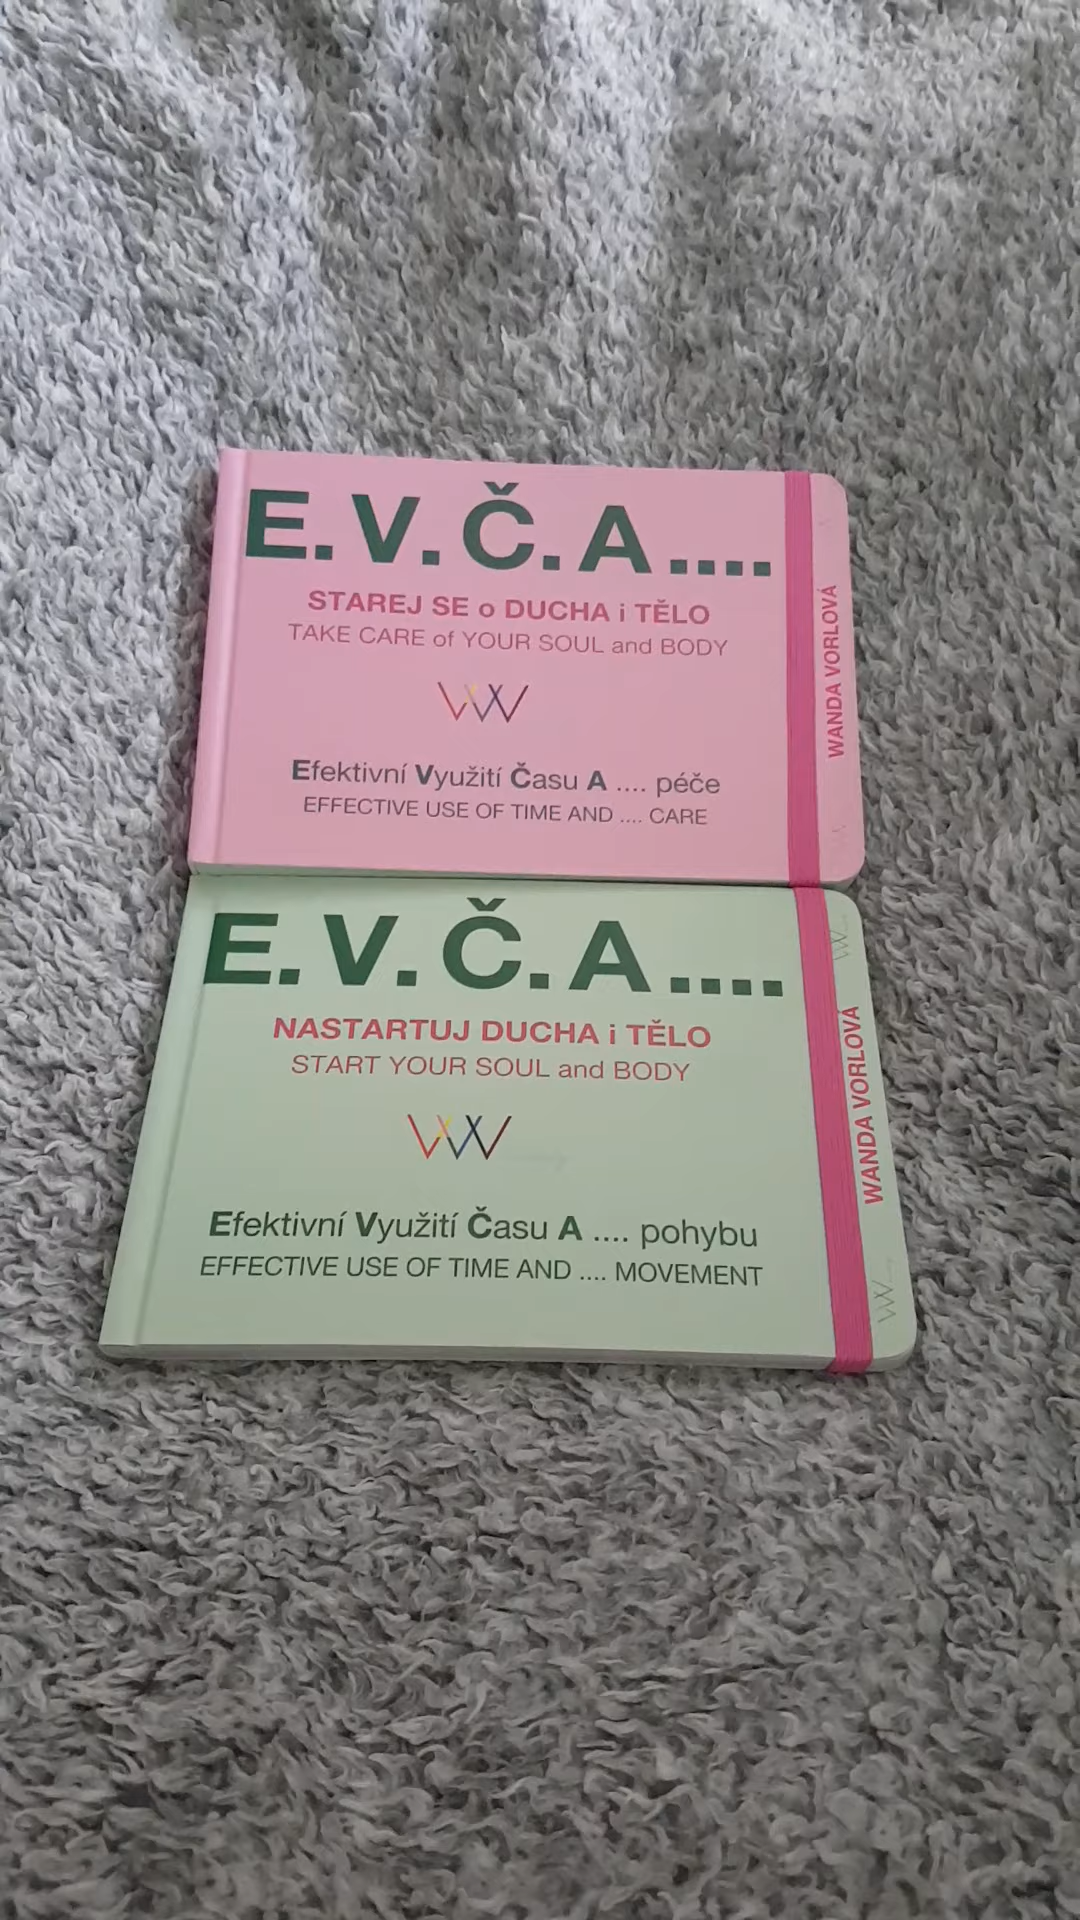 E.V.Č.A....
STAREJ SE o DUCHA i TĚLO
TAKE CARE of YOUR SOUL and BODY
VW
Efektivní Využití Času A .... péče
EFFECTIVE USE OF TIME AND .... CARE
WANDA VORLOVÁ
E.V.Č.A....
NASTARTUJ DUCHA i TĚLO
START YOUR SOUL and BODY
VW
Efektivní Využití Času A .... pohybu
EFFECTIVE USE OF TIME AND .... MOVEMENT
WANDA VORLOVÁ